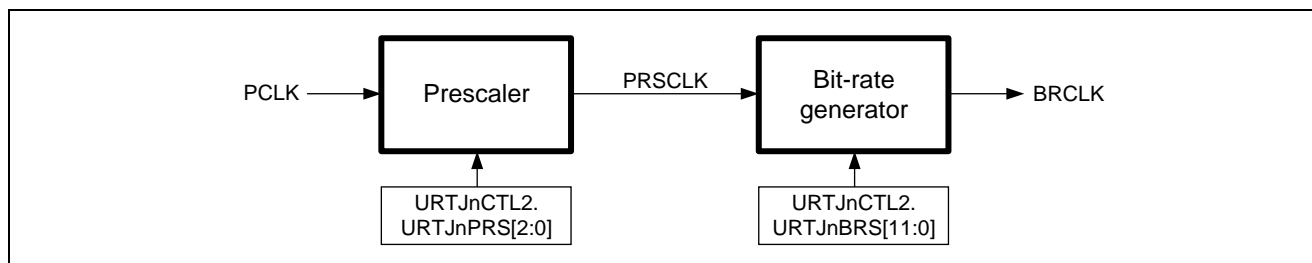 PCLK
Prescaler
PRSCLK
Bit-rate
generator
BRCLK
URTJnCTL2.
URTJnPRS[2:0]
URTJnCTL2.
URTJnBRS[11:0]